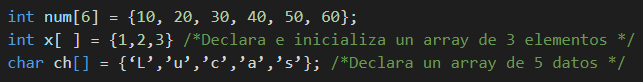 int num[6] = {10, 20, 30, 40, 50, 60};
int x[ ] = {1,2,3} /*Declara e inicializa un array de 3 elementos */
char ch[] = {‘L’,’u’,’c’,’a’,’s’}; /*Declara un array de 5 datos */